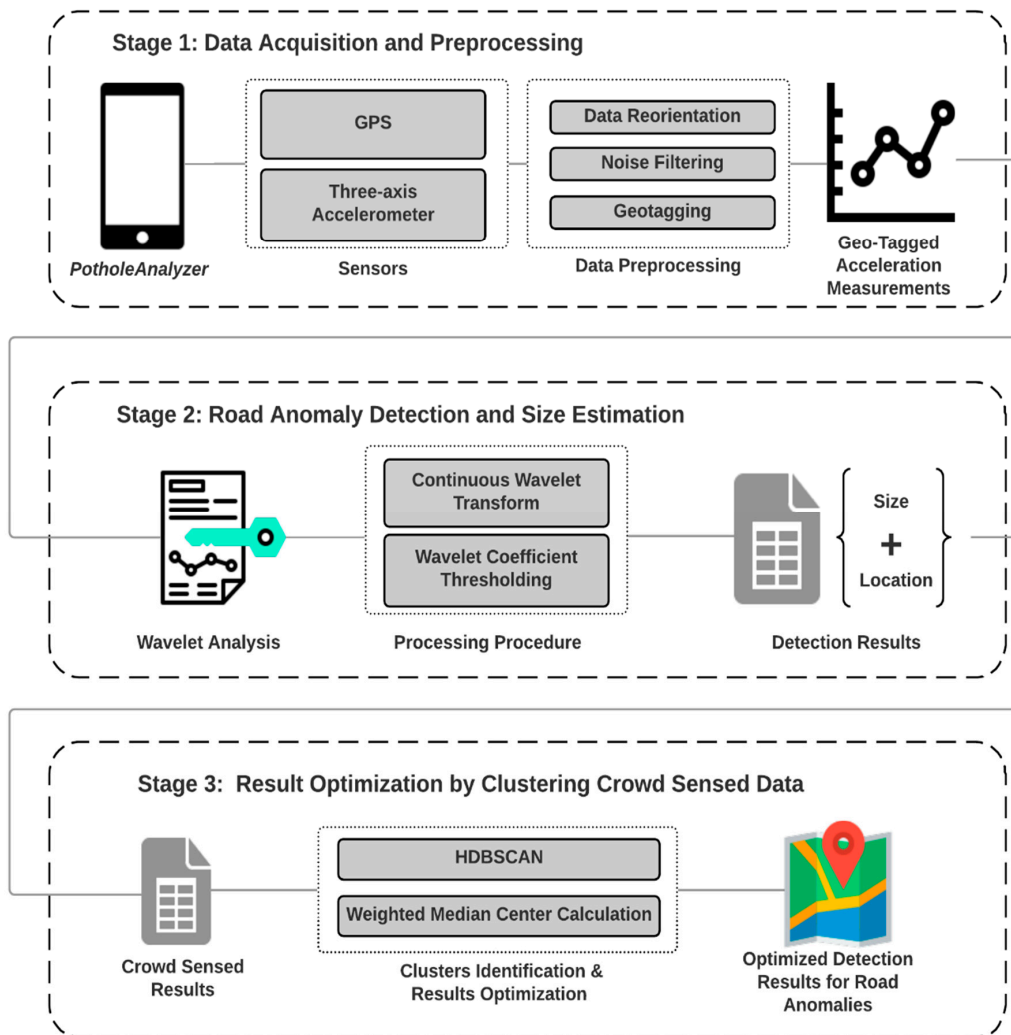 Stage 1: Data Acquisition and Preprocessing
GPS
Three-axis
Accelerometer
Data Reorientation
Noise Filtering
Geotagging
PotholeAnalyzer
Sensors
Data Preprocessing
Geo-Tagged
Acceleration
Measurements
Stage 2: Road Anomaly Detection and Size Estimation
Continuous Wavelet
Transform
Wavelet Coefficient
Thresholding
Size
+
Location
Wavelet Analysis
Processing Procedure
Detection Results
Stage 3: Result Optimization by Clustering Crowd Sensed Data
HDBSCAN
Weighted Median Center Calculation
Crowd Sensed
Results
Clusters Identification &
Results Optimization
Optimized Detection
Results for Road
Anomalies